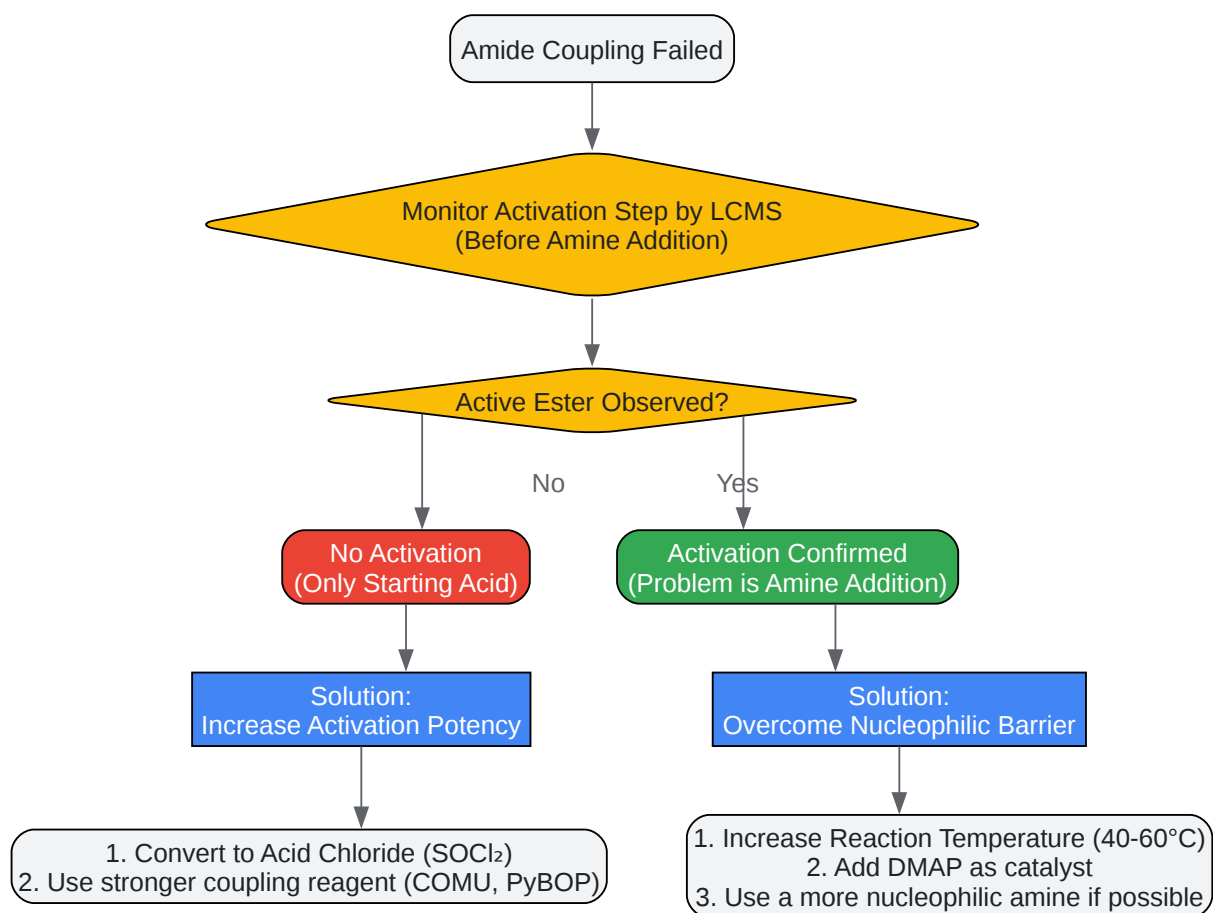 Amide Coupling Failed
Monitor Activation Step by LCMS
(Before Amine Addition)
Active Ester Observed?
No
Yes
No Activation
(Only Starting Acid)
Activation Confirmed
(Problem is Amine Addition)
Solution:
Increase Activation Potency
Solution:
Overcome Nucleophilic Barrier
1. Convert to Acid Chloride (SOCl₂)
2. Use stronger coupling reagent (COMU, PyBOP)
1. Increase Reaction Temperature (40-60°C)
2. Add DMAP as catalyst
3. Use a more nucleophilic amine if possible